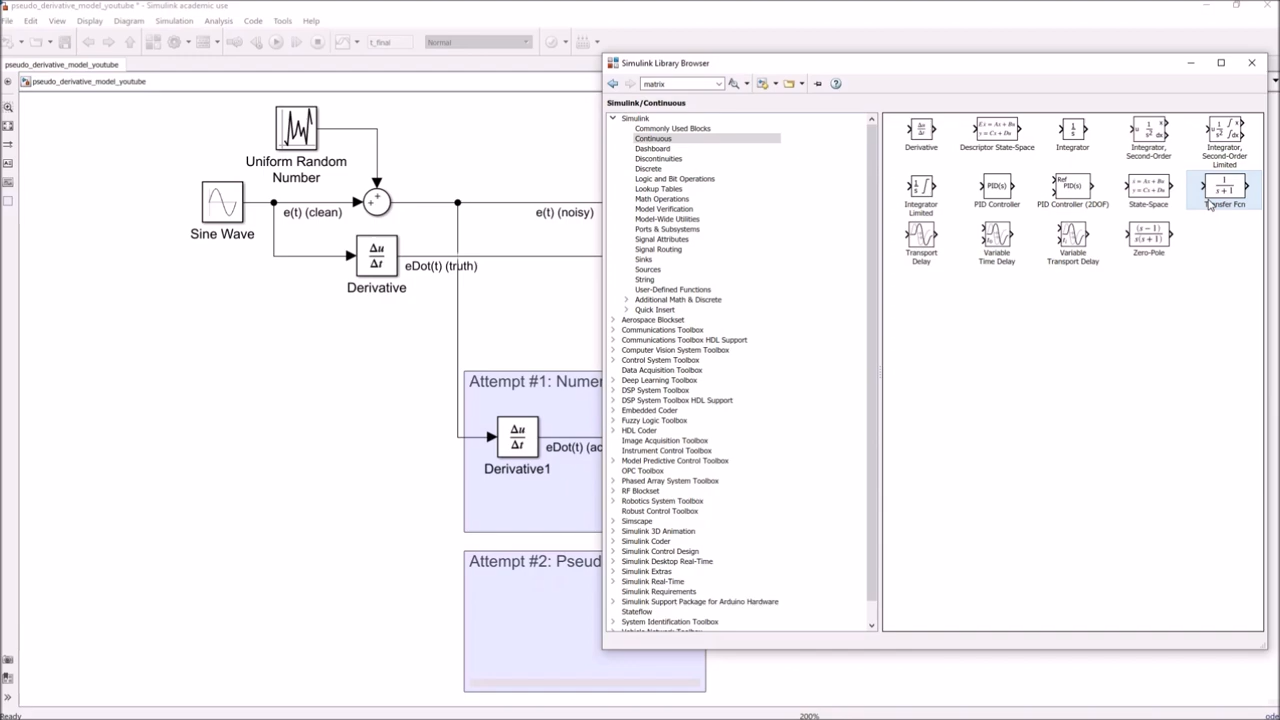 pseudo_derivative_model_youtube * - Simulink academic use
File Edit View Display Diagram Simulation Analysis Code Tools Help
t_final Normal
pseudo_derivative_model_youtube
pseudo_derivative_model_youtube
Uniform Random
Number
Sine Wave
e(t) (clean)
e(t) (noisy)
Δu
Δt
eDot(t) (truth)
Derivative
Attempt #1: Numer
Δu
Δt
eDot(t) (ac
Derivative1
Attempt #2: Pseud
Simulink Library Browser
matrix
Simulink/Continuous
Simulink
Commonly Used Blocks
Continuous
Dashboard
Discontinuities
Discrete
Logic and Bit Operations
Lookup Tables
Math Operations
Model Verification
Model-Wide Utilities
Ports & Subsystems
Signal Attributes
Signal Routing
Sinks
Sources
String
User-Defined Functions
Additional Math & Discrete
Quick Insert
Aerospace Blockset
Communications Toolbox
Communications Toolbox HDL Support
Computer Vision System Toolbox
Control System Toolbox
Data Acquisition Toolbox
Deep Learning Toolbox
DSP System Toolbox
DSP System Toolbox HDL Support
Embedded Coder
Fuzzy Logic Toolbox
HDL Coder
Image Acquisition Toolbox
Instrument Control Toolbox
Model Predictive Control Toolbox
OPC Toolbox
Phased Array System Toolbox
RF Blockset
Robotics System Toolbox
Robust Control Toolbox
Simscape
Simulink 3D Animation
Simulink Coder
Simulink Control Design
Simulink Desktop Real-Time
Simulink Extras
Simulink Real-Time
Simulink Requirements
Simulink Support Package for Arduino Hardware
Stateflow
System Identification Toolbox
Derivative
Descriptor State-Space
Integrator
Integrator,
Second-Order
Integrator,
Second-Order
Limited
Integrator
Limited
PID(s)
PID Controller
Ref
PID(s)
PID Controller (2DOF)
State-Space
1
s+1
Transfer Fcn
Transport
Delay
Variable
Time Delay
Variable
Transport Delay
(s−1)
s(s+1)
Zero-Pole
Ready
200%
ode